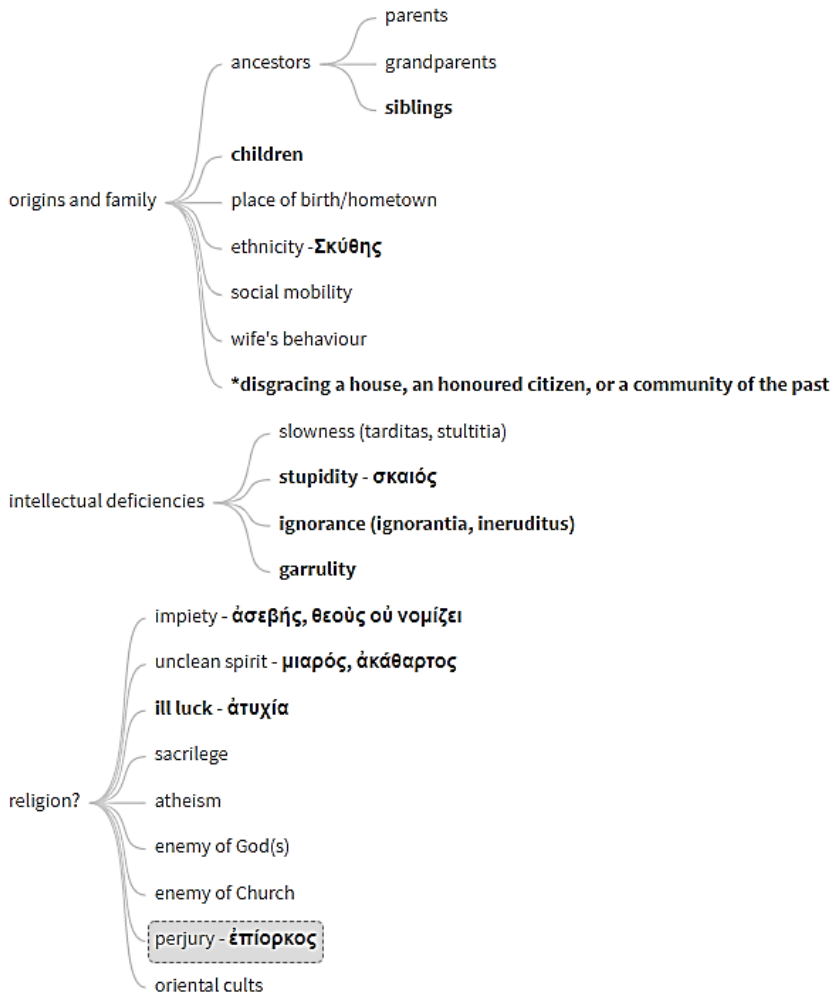 parents
ancestors
grandparents
siblings
children
origins and family
place of birth/hometown
ethnicity -Σκύθης
social mobility
wife's behaviour
*disgracing a house, an honoured citizen, or a community of the past
slowness (tarditas, stultitia)
stupidity - σκαιός
intellectual deficiencies
ignorance (ignorantia, ineruditus)
garrulity
impiety - ἀσεβής, θεοὺς οὐ νομίζει
unclean spirit - μιαρός, ἀκάθαρτος
ill luck - ἀτυχία
sacrilege
religion?
atheism
enemy of God(s)
enemy of Church
perjury - ἐπίορκος
oriental cults